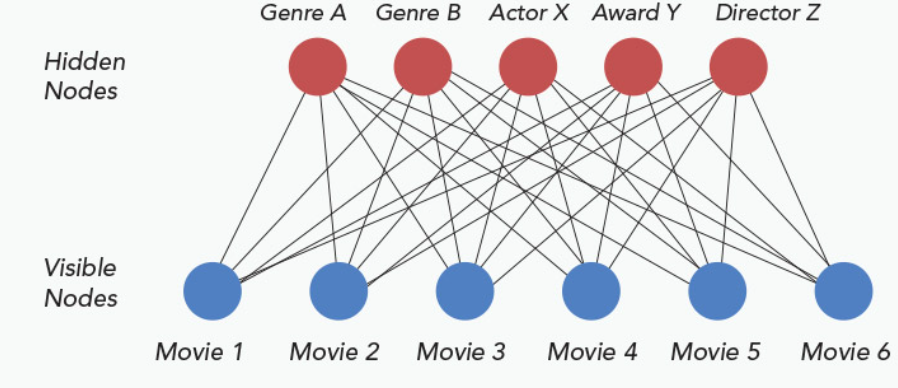 Genre A Genre B Actor X Award Y Director Z
Hidden
Nodes
Visible
Nodes
Movie 1 Movie 2 Movie 3 Movie 4 Movie 5 Movie 6